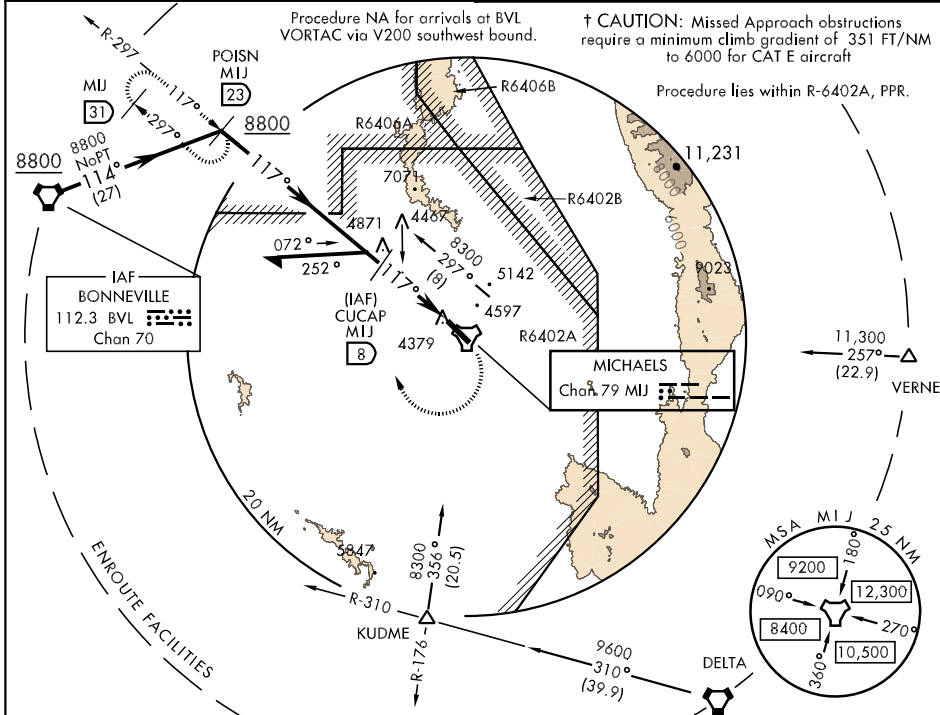 Procedure NA for arrivals at BVL
VORTAC via V200 southwest bound.
† CAUTION: Missed Approach obstructions
require a minimum climb gradient of 351 FT/NM
to 6000 for CAT E aircraft
Procedure lies within R-6402A, PPR.
R-297
POISN
MIJ
23
MIJ
31
117°
297°
8800
8800
8800
NoPT
114°
(27)
117°
R6406B
R6406A
R6402B
7071
11,231
8000
6000
9023
4871
4467
072°
252°
117°
8300
297°
(8)
5142
4597
(IAF)
CUCAP
MIJ
8
4379
R6402A
IAF
BONNEVILLE
112.3 BVL
Chan 70
MICHAELS
Chan 79 MIJ
11,300
257°
(22.9)
VERNE
20 NM
5847
ENROUTE FACILITIES
8300
356°
(20.5)
R-310
KUDME
R-176
9600
310°
(39.9)
DELTA
MSA MIJ 25 NM
180°
9200
090°
12,300
8400
270°
360°
10,500